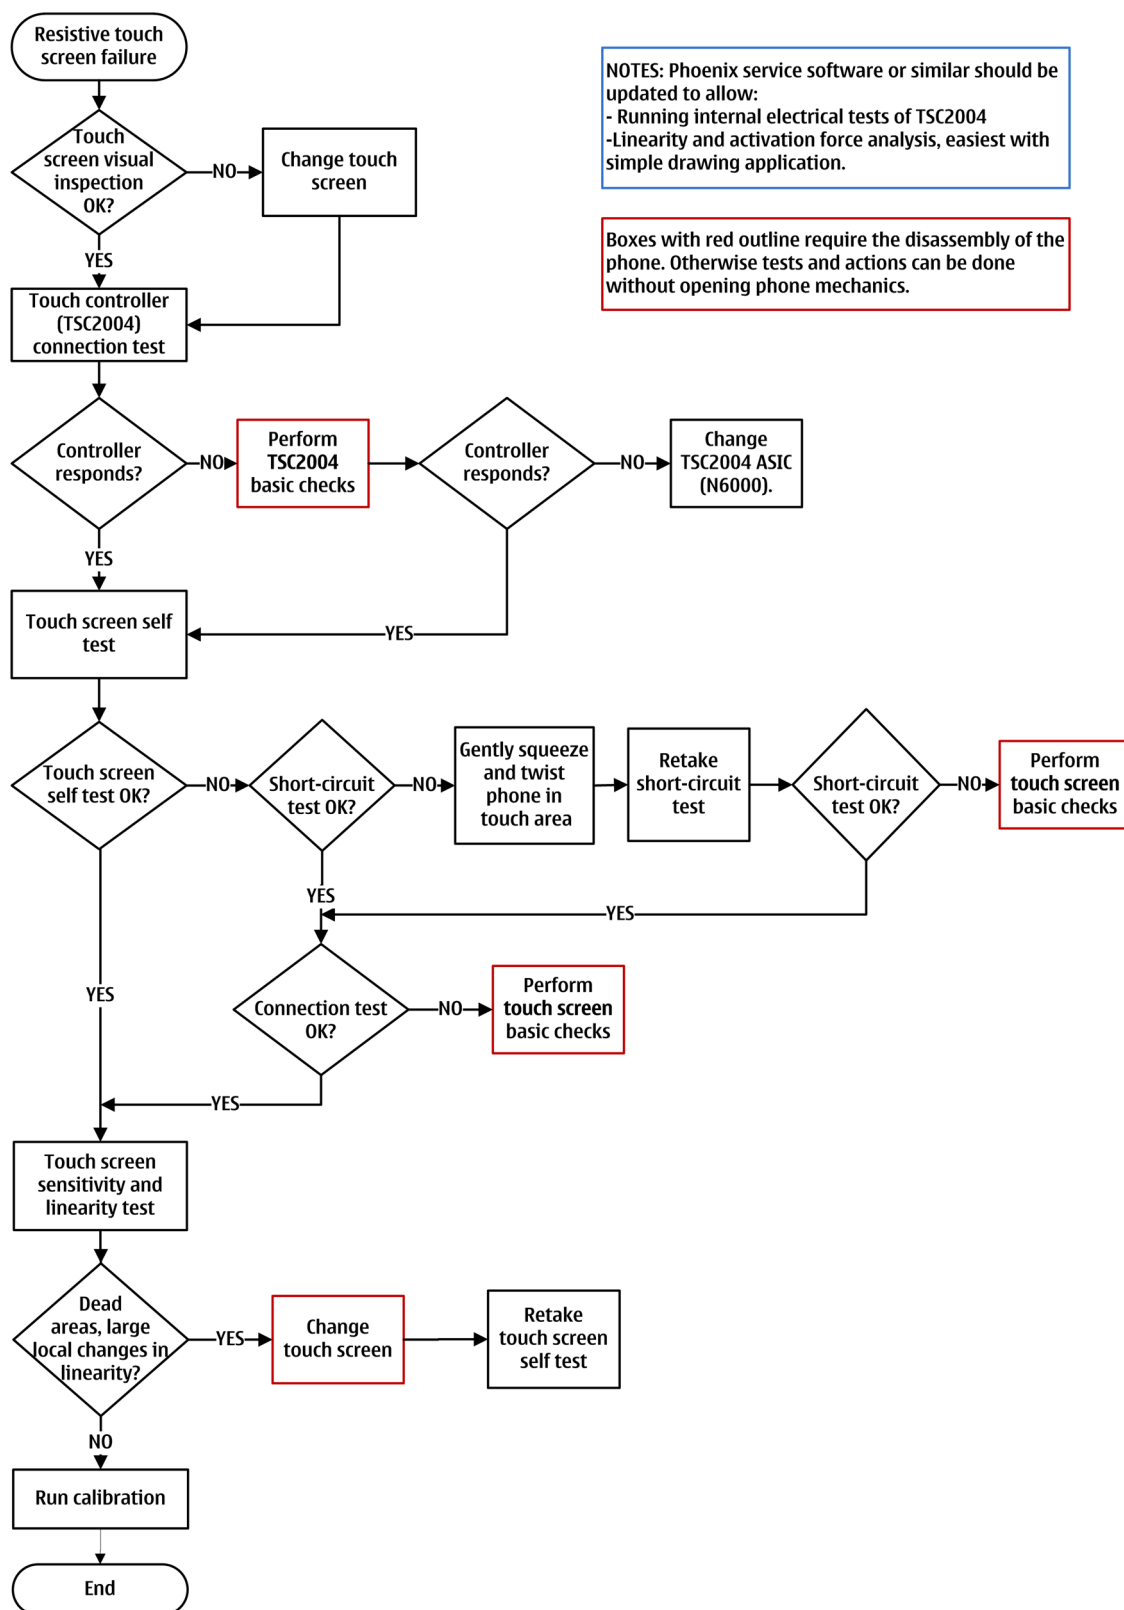 Resistive touch
screen failure
NOTES: Phoenix service software or similar should be
updated to allow:
- Running internal electrical tests of TSC2004
-Linearity and activation force analysis, easiest with
simple drawing application.
Touch
screen visual
inspection
OK?
NO
Change touch
screen
YES
Boxes with red outline require the disassembly of the
phone. Otherwise tests and actions can be done
without opening phone mechanics.
Touch controller
(TSC2004)
connection test
Controller
responds?
NO
Perform
TSC2004
basic checks
Controller
responds?
NO
Change
TSC2004 ASIC
(N6000).
YES
Touch screen self
test
YES
Touch screen
self test OK?
NO
Short-circuit
test OK?
NO
Gently squeeze
and twist
phone in
touch area
Retake
short-circuit
test
Short-circuit
test OK?
NO
Perform
touch screen
basic checks
YES
YES
YES
Connection test
OK?
NO
Perform
touch screen
basic checks
YES
Touch screen
sensitivity and
linearity test
Dead
areas, large
local changes in
linearity?
YES
Change
touch screen
Retake
touch screen
self test
NO
Run calibration
End